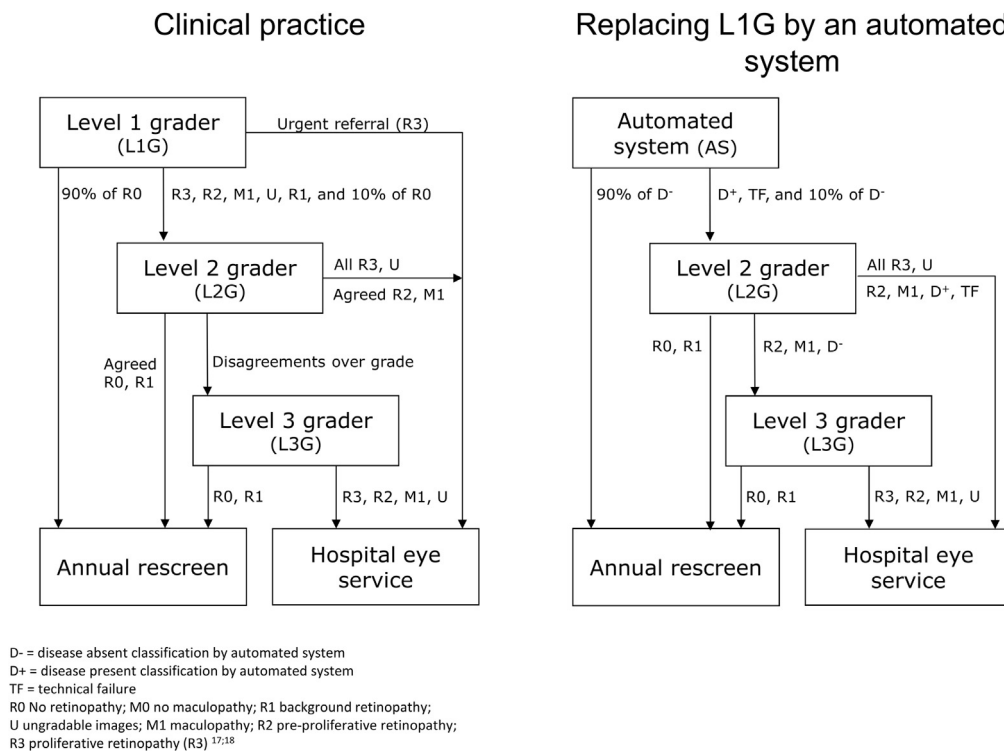 Clinical practice
Level 1 grader
(L1G)
Urgent referral (R3)
90% of R0
R3, R2, M1, U, R1, and 10% of R0
Level 2 grader
(L2G)
All R3, U
Agreed R2, M1
Agreed
R0, R1
Disagreements over grade
Level 3 grader
(L3G)
R0, R1
R3, R2, M1, U
Annual rescreen
Hospital eye
service
Replacing L1G by an automated
system
Automated
system (AS)
90% of D-
D+, TF, and 10% of D-
Level 2 grader
(L2G)
All R3, U
R2, M1, D+, TF
R0, R1
R2, M1, D-
Level 3 grader
(L3G)
R0, R1
R3, R2, M1, U
Annual rescreen
Hospital eye
service
D- = disease absent classification by automated system
D+ = disease present classification by automated system
TF = technical failure
R0 No retinopathy; M0 no maculopathy; R1 background retinopathy;
U ungradable images; M1 maculopathy; R2 pre-proliferative retinopathy;
R3 proliferative retinopathy (R3) 17;18